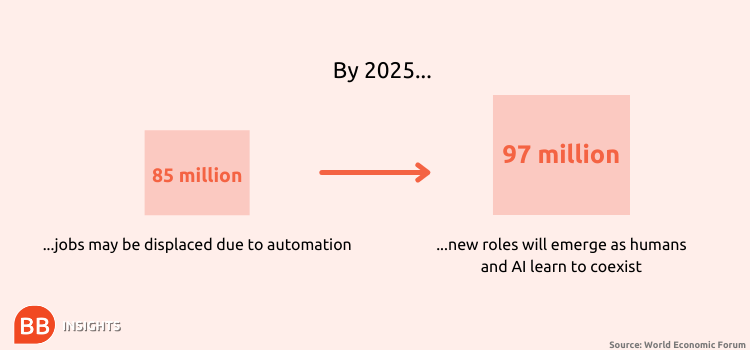 By 2025...
85 million
97 million
...jobs may be displaced due to automation
...new roles will emerge as humans
and AI learn to coexist
BB INSIGHTS
Source: World Economic Forum